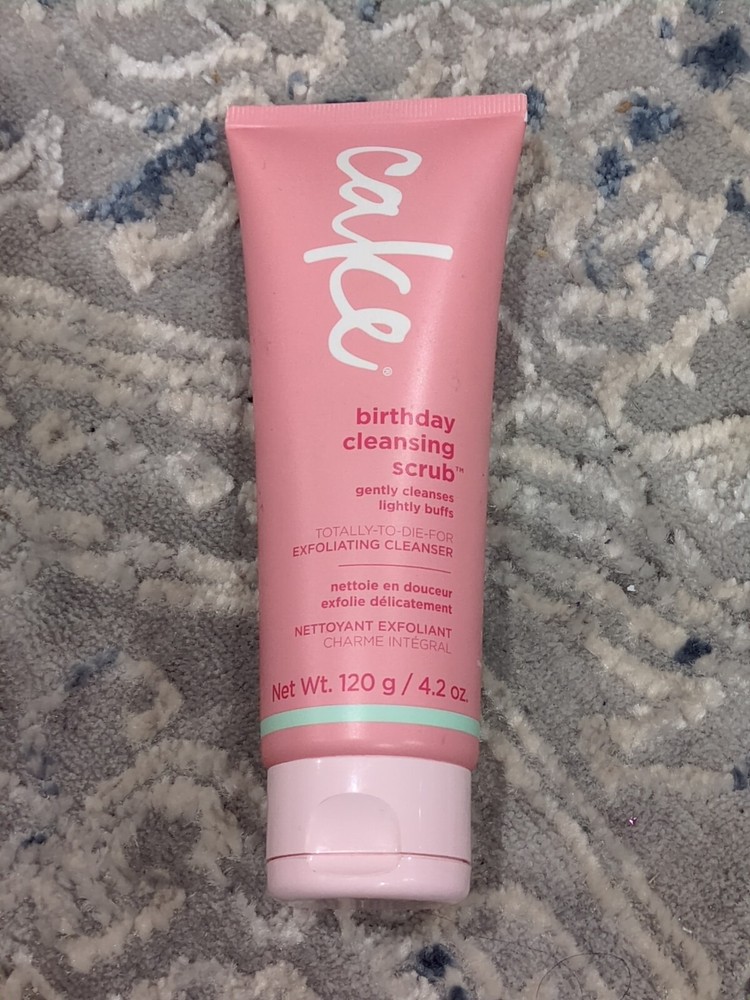 cake®
birthday
cleansing
scrub™
gently cleanses
lightly buffs
TOTALLY-TO-DIE-FOR
EXFOLIATING CLEANSER
nettoie en douceur
exfolie délicatement
NETTOYANT EXFOLIANT
CHARME INTÉGRAL
Net Wt. 120 g / 4.2 oz.